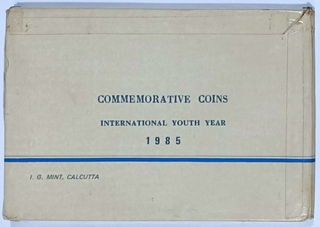 COMMEMORATIVE COINS
INTERNATIONAL YOUTH YEAR
1985
I. G. MINT, CALCUTTA